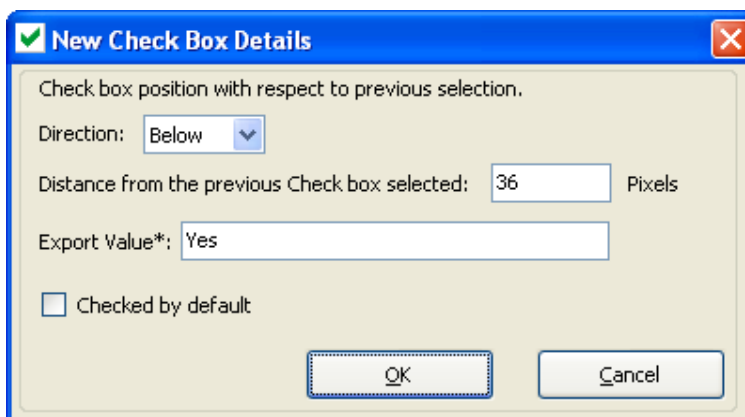 New Check Box Details
Check box position with respect to previous selection.
Direction: Below
Distance from the previous Check box selected: 36 Pixels
Export Value*: Yes
Checked by default
OK Cancel